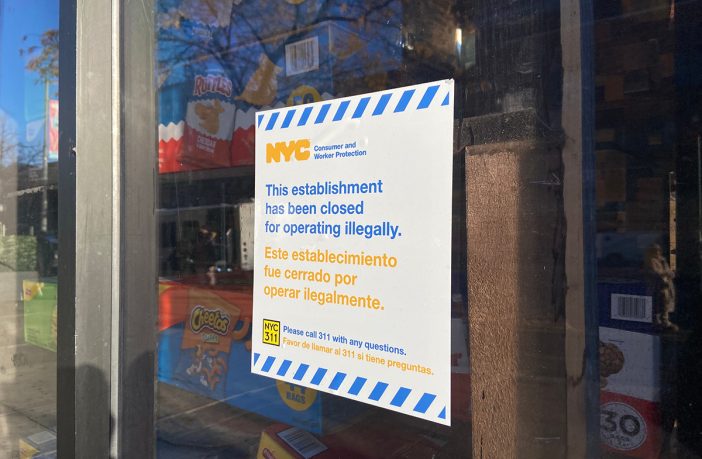 RUFFLES
CHEDDAR
NYC Consumer and
Worker Protection
This establishment
has been closed
for operating illegally.
Este establecimiento
fue cerrado por
operar ilegalmente.
NYC
311
Please call 311 with any questions.
Favor de llamar al 311 si tiene preguntas.
Cheetos
BAGS
30